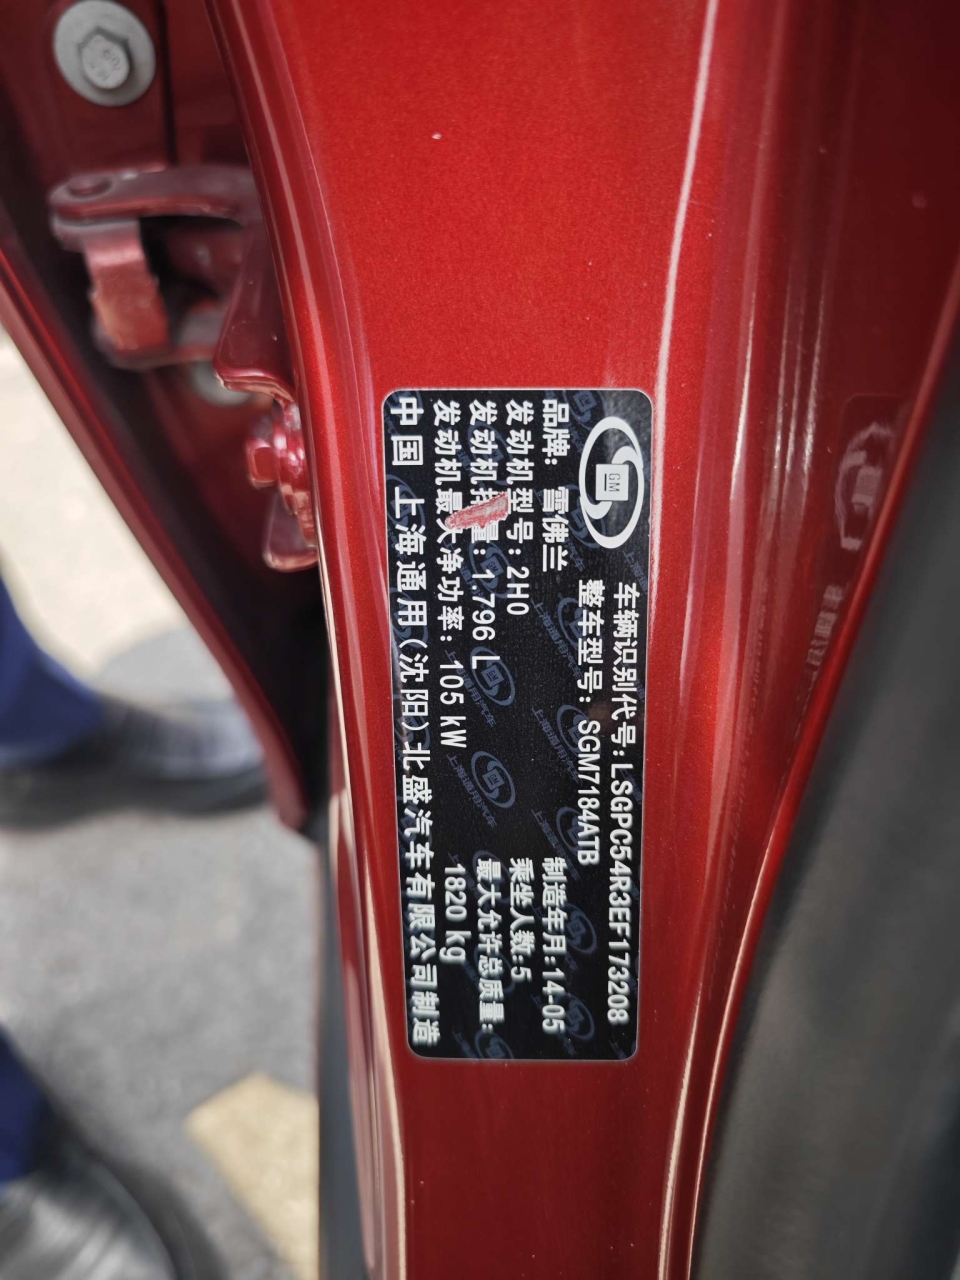 GM
车辆识别代号:LSGPC54R3EF173208
整车型号:SGM7184ATB
品牌:雪佛兰 制造年月:14-05
发动机型号:2H0 乘坐人数:5
发动机排量:1.796 L 最大允许总质量:
发动机最大净功率:105 kW 1820 kg
中国 上海通用(沈阳)北盛汽车有限公司制造